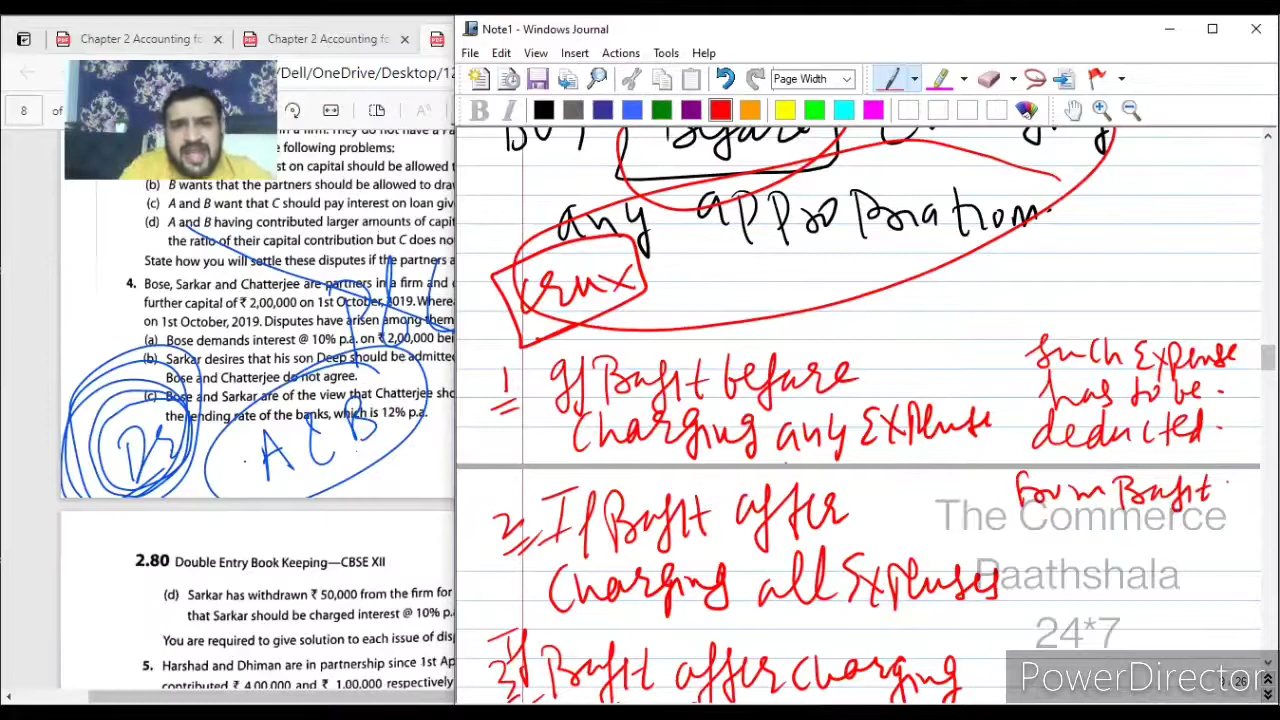 Chapter 2 Accounting fo
Chapter 2 Accounting fo
/Dell/OneDrive/Desktop/12
8 of
following problems:
st on capital should be allowed t
(b) B wants that the partners should be allowed to dra
(c) A and B want that C should pay interest on loan giv
(d) A and B having contributed larger amounts of capit
the ratio of their capital contribution but C does no
State how you will settle these disputes if the partners a
4. Bose, Sarkar and Chatterjee are partners in a firm and
further capital of ₹ 2,00,000 on 1st October, 2019. Where
on 1st October, 2019. Disputes have arisen among them
(a) Bose demands interest @ 10% p.a. on ₹ 2,00,000 be
(b) Sarkar desires that his son Deep should be admitte
Bose and Chatterjee do not agree.
(c) Bose and Sarkar are of the view that Chatterjee sho
the lending rate of the banks, which is 12% p.a.
A & B
Dr
2.80 Double Entry Book Keeping—CBSE XII
(d) Sarkar has withdrawn ₹ 50,000 from the firm for
that Sarkar should be charged interest @ 10% p.
You are required to give solution to each issue of disp
5. Harshad and Dhiman are in partnership since 1st Ap
contributed ₹ 4,00,000 and ₹ 1,00,000 respectively
Note1 - Windows Journal
File Edit View Insert Actions Tools Help
Page Width
B I
But Before Charging
any appropriation.
crux
1 If Profit before
Charging any Expense
such Expense
has to be.
deducted.
from Profit.
2 If Profit after
Charging all Expenses
3 If Profit after charging
The Commerce
Paathshala
24*7
26
PowerDirector